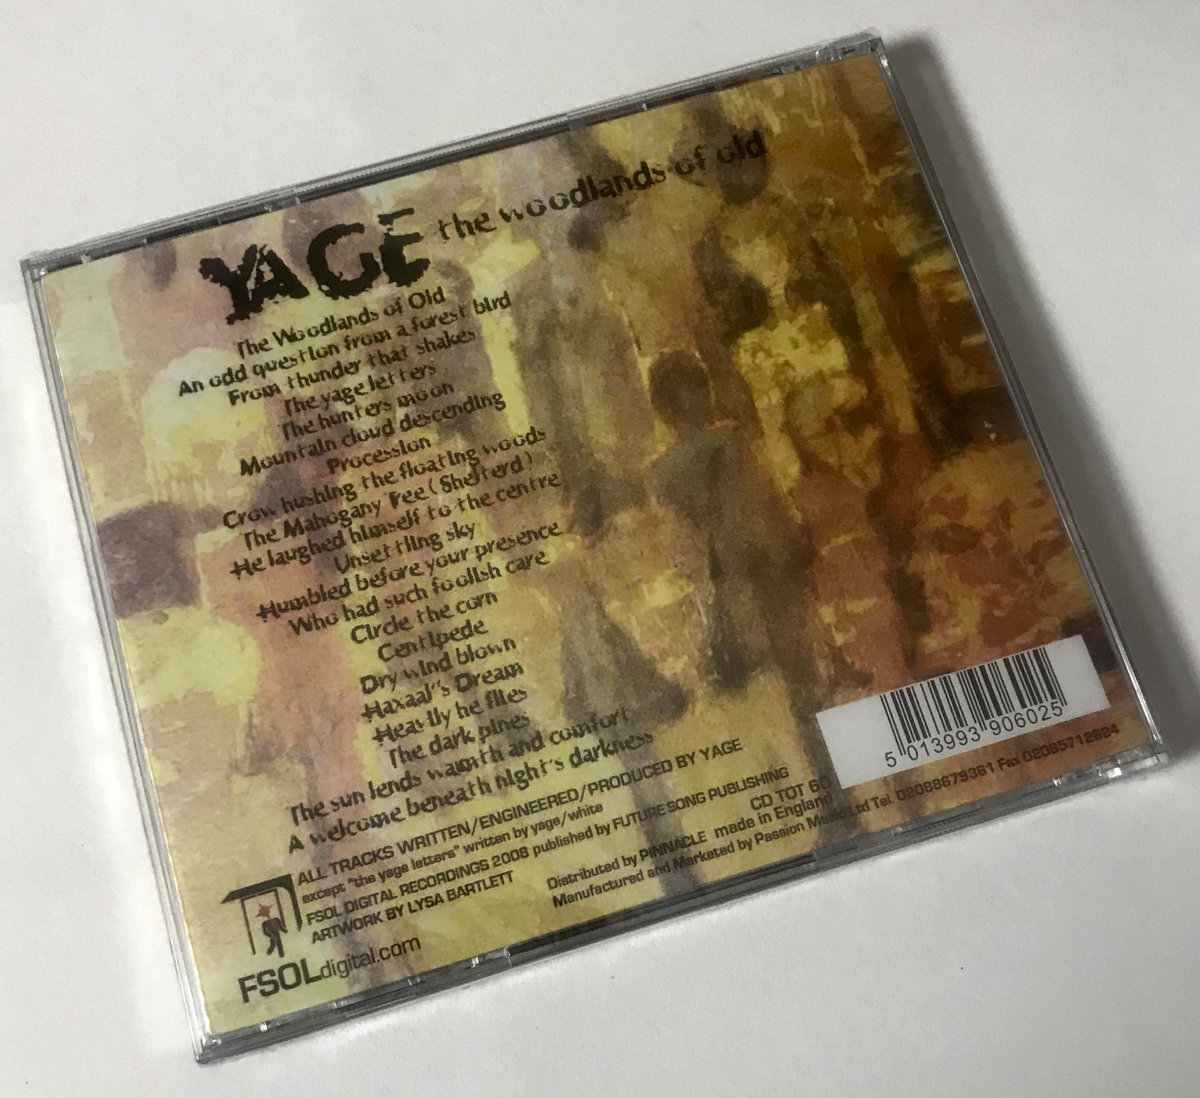 YAGE the woodlands of old
The Woodlands of Old
An odd question from a forest bird
From thunder that shakes
The yage letters
The hunters moon
Mountain cloud descending
Procession
Crow hushing the floating woods
The Mahogany Tree (Shelterd)
He laughed himself to the centre
Unsettling sky
Humbled before your presence
Who had such foolish care
Circle the corn
Centipede
Dry wind blown
Haxaal"s Dream
Heavily he flies
The dark pines
The sun lends warmth and comfort
A welcome beneath night's darkness
ALL TRACKS WRITTEN/ENGINEERED/PRODUCED BY YAGE
except "the yage letters" written by yage/white
FSOL DIGITAL RECORDINGS 2008 published by FUTURE SONG PUBLISHING
ARTWORK BY LYSA BARTLETT
FSOLdigital.com
CD TOT 60
Distributed by PINNACLE made in England
Manufactured and Marketed by Passion Music Ltd Tel 02088679361 Fax 02085712624
5 013993 906025